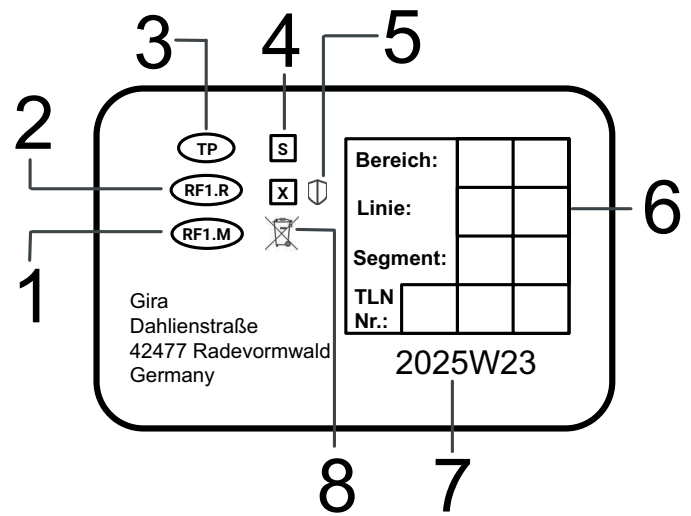 3
4
5
2
TP
S
Bereich:
RF1.R
X
Linie:
6
RF1.M
Segment:
1
TLN
Nr.:
Gira
Dahlienstraße
42477 Radevormwald
Germany
2025W23
8
7